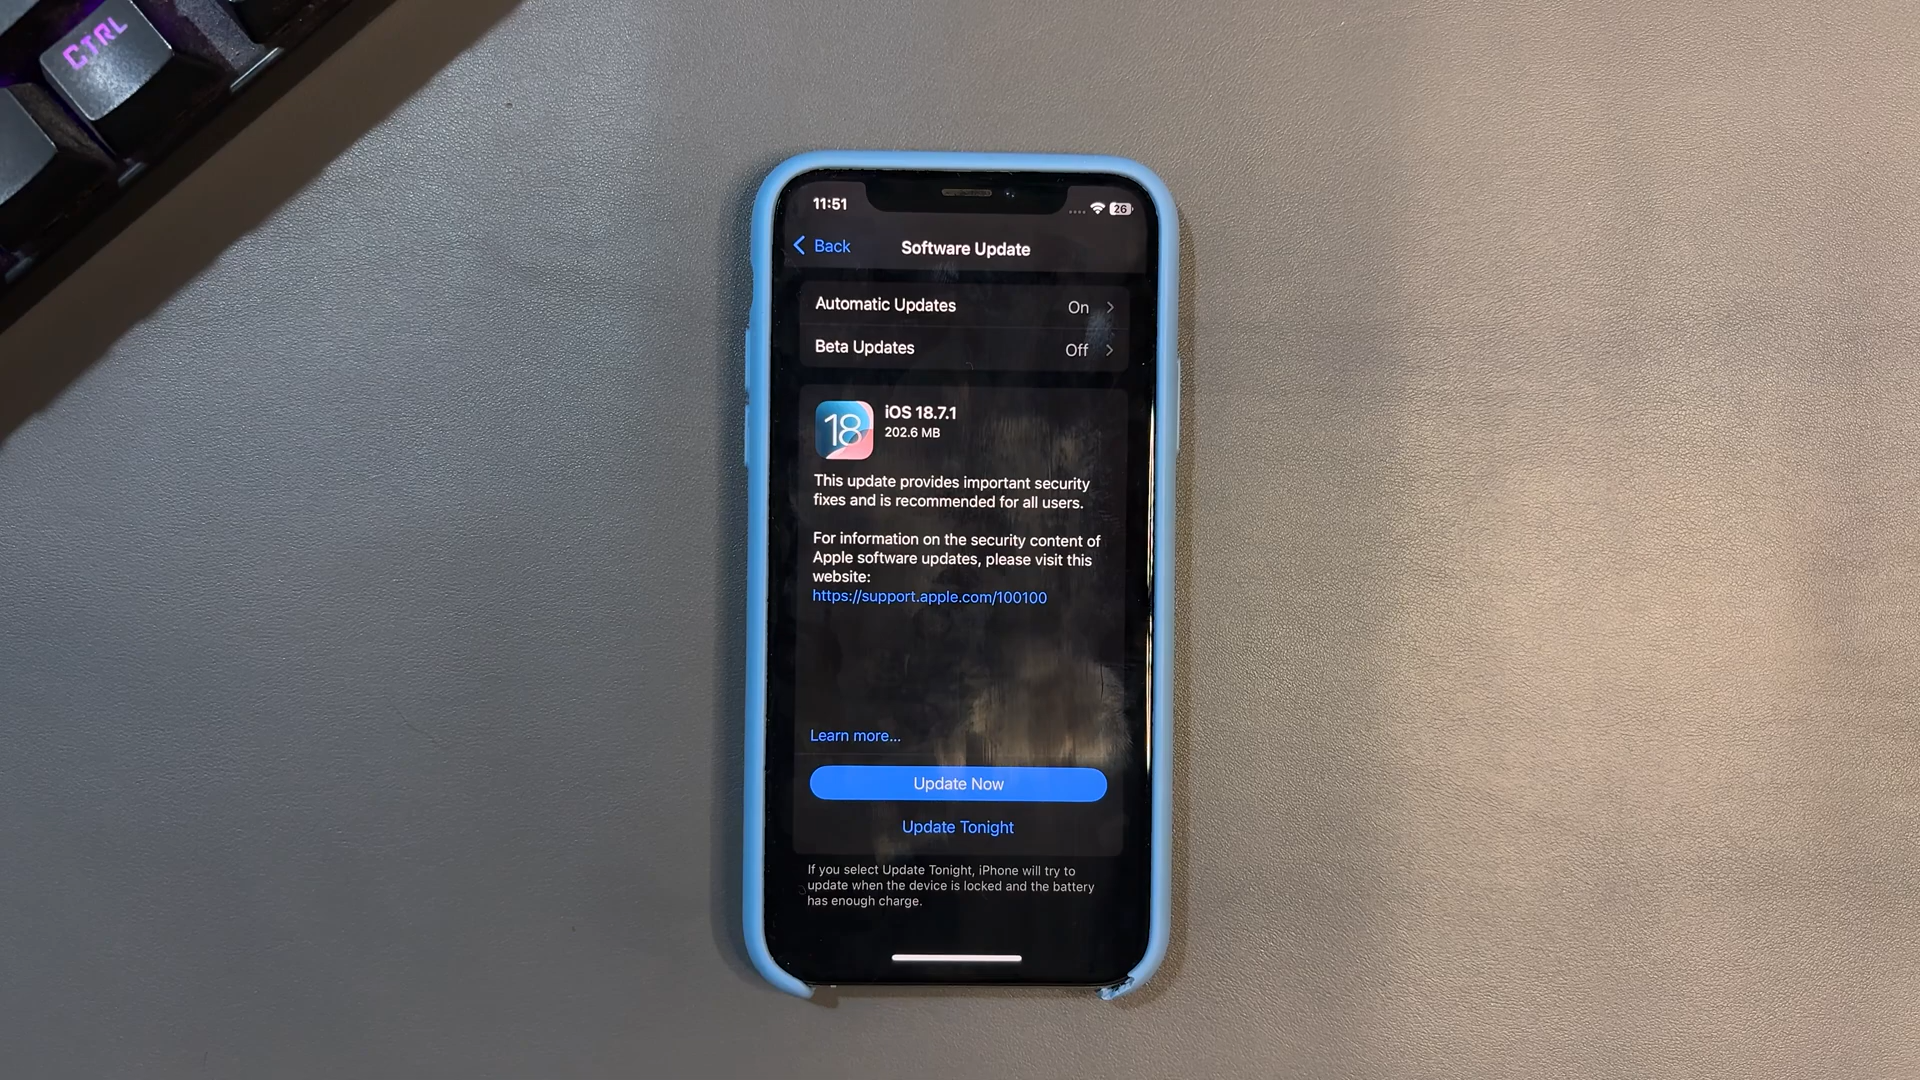 CTRL
11:51
26
Back
Software Update
Automatic Updates On
Beta Updates Off
18
iOS 18.7.1
202.6 MB
This update provides important security
fixes and is recommended for all users.
For information on the security content of
Apple software updates, please visit this
website:
https://support.apple.com/100100
Learn more...
Update Now
Update Tonight
If you select Update Tonight, iPhone will try to
update when the device is locked and the battery
has enough charge.